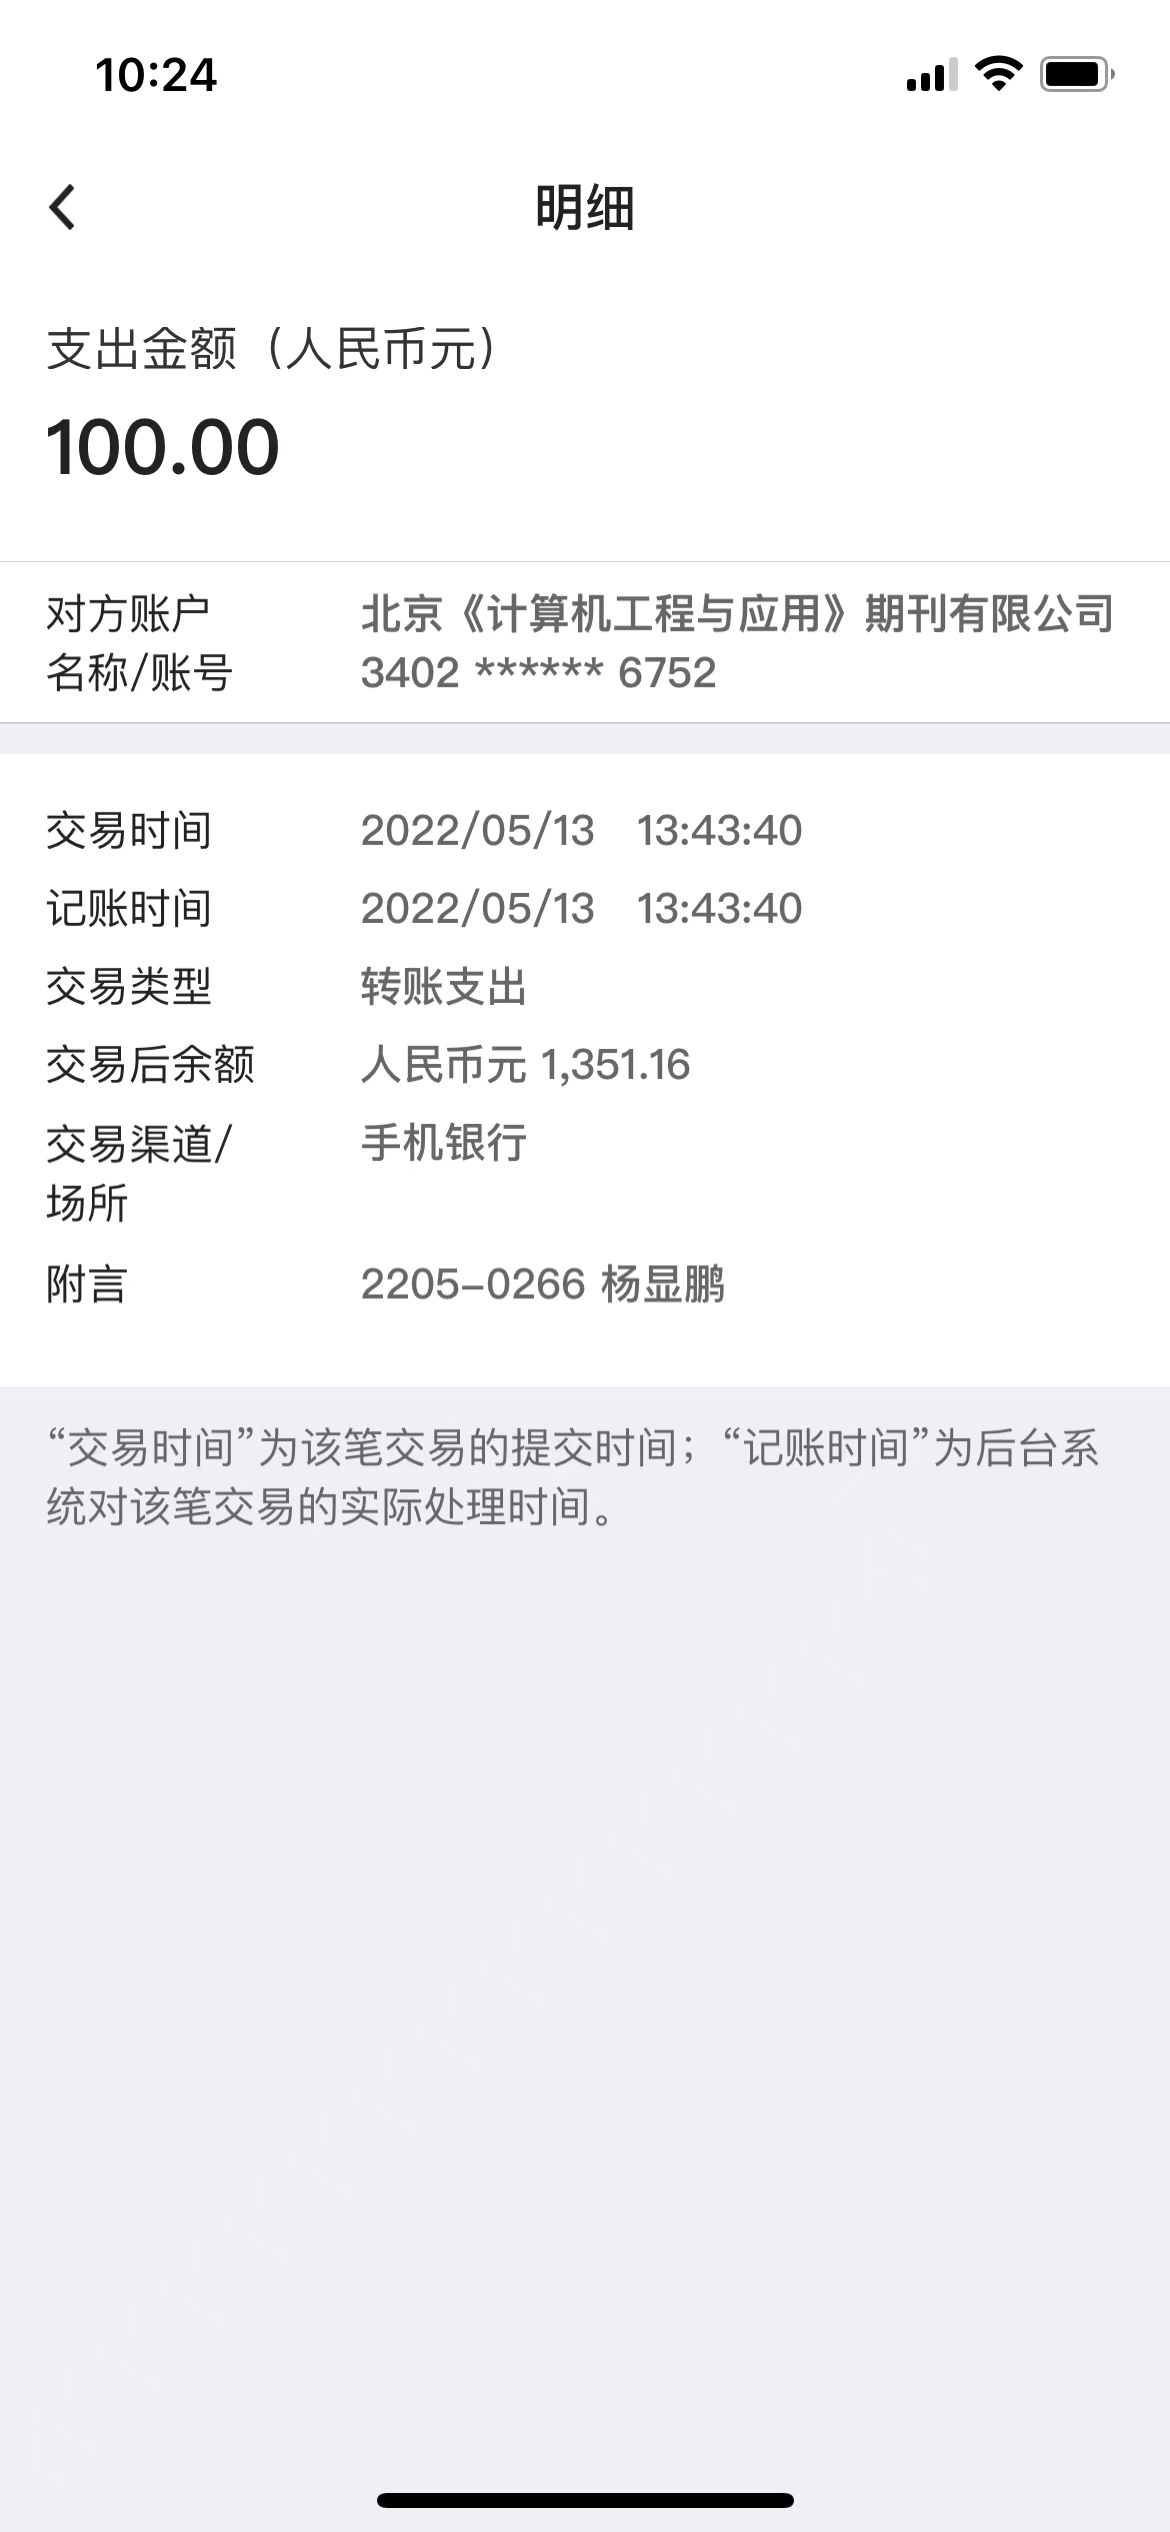 10:24
明细
支出金额（人民币元）
100.00
对方账户 北京《计算机工程与应用》期刊有限公司
名称/账号 3402 ****** 6752
交易时间 2022/05/13 13:43:40
记账时间 2022/05/13 13:43:40
交易类型 转账支出
交易后余额 人民币元 1,351.16
交易渠道/ 手机银行
场所
附言 2205–0266 杨显鹏
“交易时间”为该笔交易的提交时间；“记账时间”为后台系
统对该笔交易的实际处理时间。